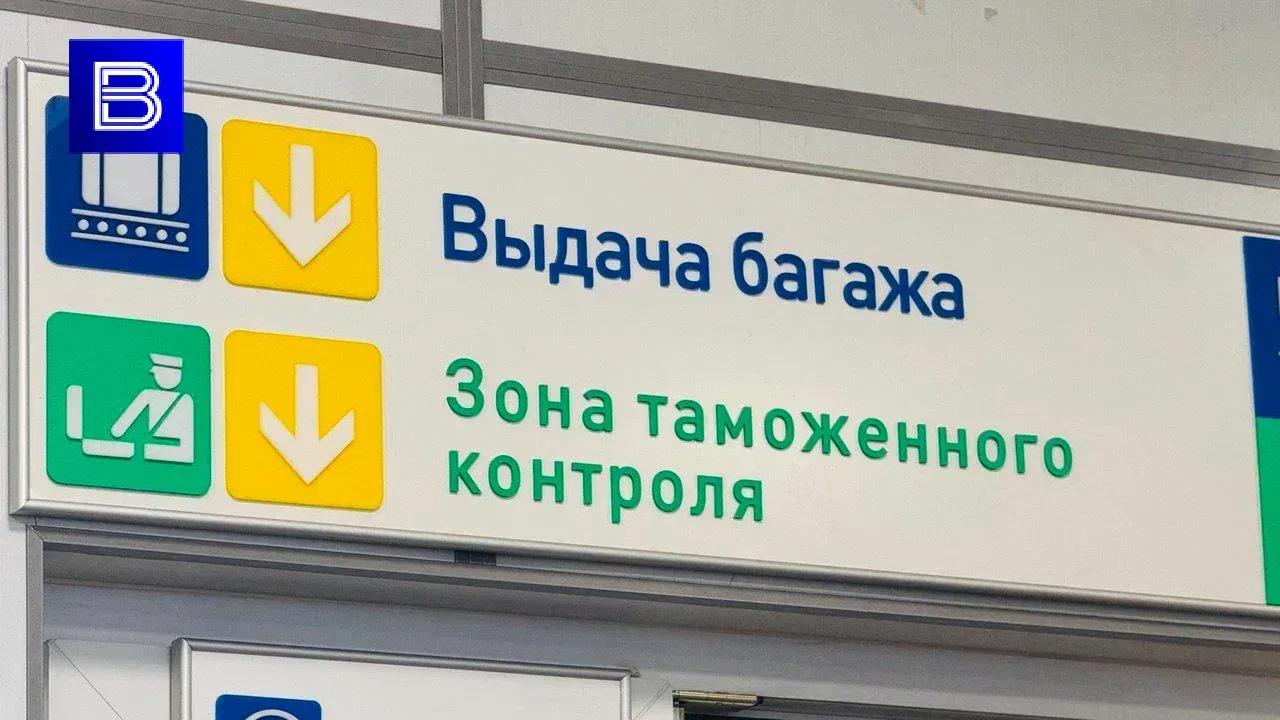 В
Выдача багажа
Зона таможенного
контроля